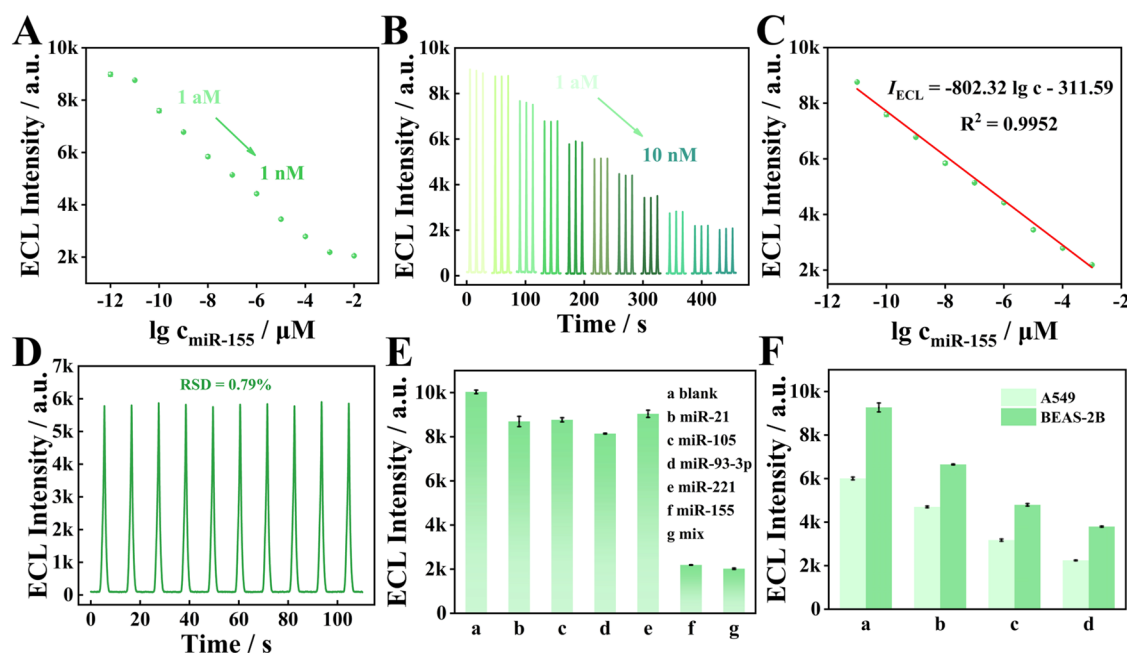 A
10k
8k
6k
4k
2k
ECL Intensity / a.u.
1 aM
1 nM
-12
-10
-8
-6
-4
-2
lg c_miR-155 / μM
B
10k
8k
6k
4k
2k
0
ECL Intensity / a.u.
1 aM
10 nM
0
100
200
300
400
Time / s
C
10k
8k
6k
4k
2k
ECL Intensity / a.u.
I_ECL = -802.32 lg c - 311.59
R² = 0.9952
-12
-10
-8
-6
-4
-2
lg c_miR-155 / μM
D
7k
6k
5k
4k
3k
2k
1k
0
ECL Intensity / a.u.
RSD = 0.79%
0
20
40
60
80
100
Time / s
E
10k
8k
6k
4k
2k
0
ECL Intensity / a.u.
a blank
b miR-21
c miR-105
d miR-93-3p
e miR-221
f miR-155
g mix
a
b
c
d
e
f
g
F
10k
8k
6k
4k
2k
0
ECL Intensity / a.u.
A549
BEAS-2B
a
b
c
d